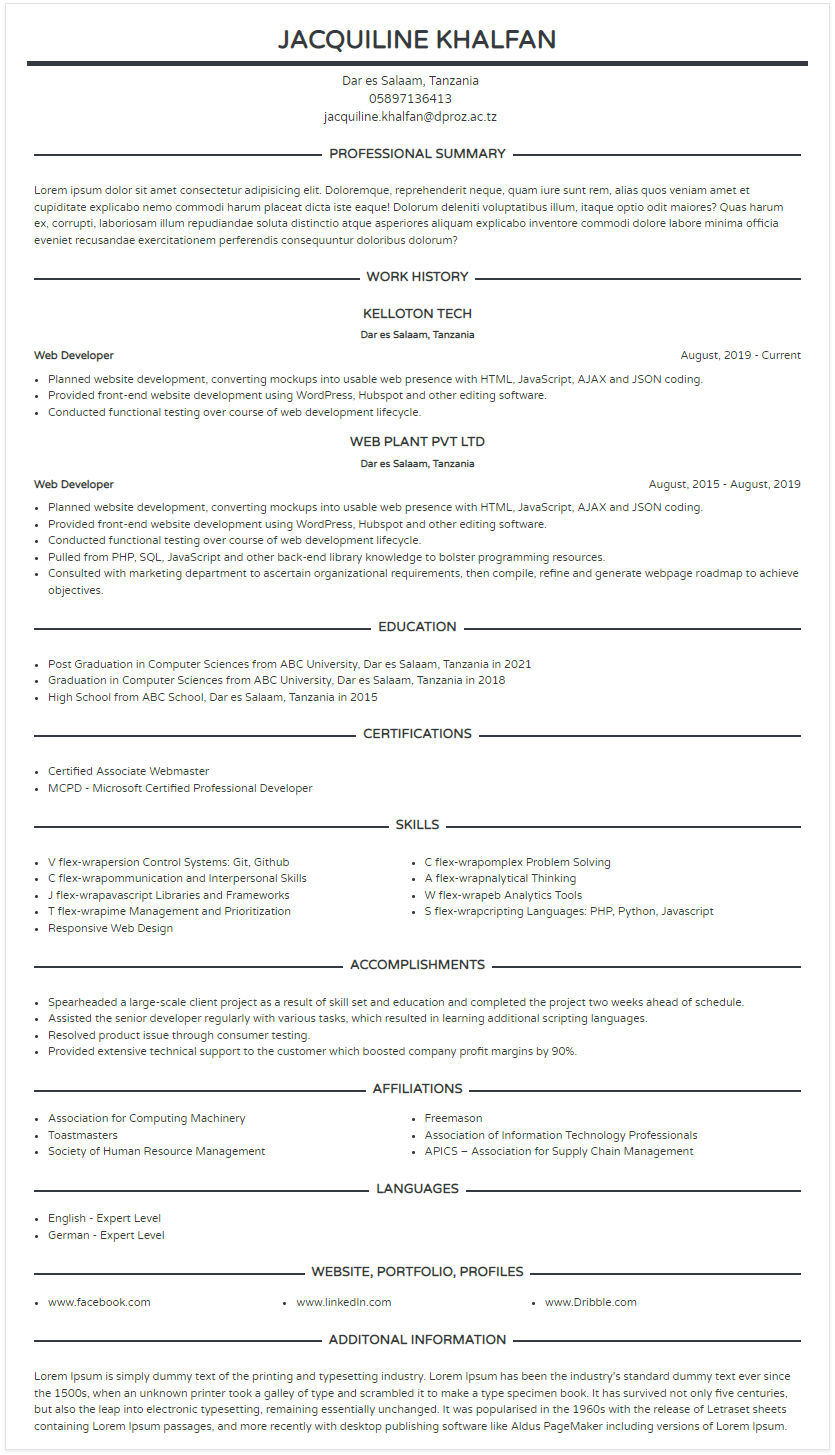 JACQUILINE KHALFAN
Dar es Salaam, Tanzania
05897136413
jacquiline.khalfan@dproz.ac.tz
PROFESSIONAL SUMMARY
Lorem ipsum dolor sit amet consectetur adipisicing elit. Doloremque, reprehenderit neque, quam iure sunt rem, alias quos veniam amet et
cupiditate explicabo nemo commodi harum placeat dicta iste eaque! Dolorum deleniti voluptatibus illum, itaque optio odit maiores? Quas harum
ex, corrupti, laboriosam illum repudiandae soluta distinctio atque asperiores aliquam explicabo inventore commodi dolore labore minima officia
eveniet recusandae exercitationem perferendis consequuntur doloribus dolorum?
WORK HISTORY
KELLOTON TECH
Dar es Salaam, Tanzania
Web Developer August, 2019 - Current
• Planned website development, converting mockups into usable web presence with HTML, JavaScript, AJAX and JSON coding.
• Provided front-end website development using WordPress, Hubspot and other editing software.
• Conducted functional testing over course of web development lifecycle.
WEB PLANT PVT LTD
Dar es Salaam, Tanzania
Web Developer August, 2015 - August, 2019
• Planned website development, converting mockups into usable web presence with HTML, JavaScript, AJAX and JSON coding.
• Provided front-end website development using WordPress, Hubspot and other editing software.
• Conducted functional testing over course of web development lifecycle.
• Pulled from PHP, SQL, JavaScript and other back-end library knowledge to bolster programming resources.
• Consulted with marketing department to ascertain organizational requirements, then compile, refine and generate webpage roadmap to achieve
objectives.
EDUCATION
• Post Graduation in Computer Sciences from ABC University, Dar es Salaam, Tanzania in 2021
• Graduation in Computer Sciences from ABC University, Dar es Salaam, Tanzania in 2018
• High School from ABC School, Dar es Salaam, Tanzania in 2015
CERTIFICATIONS
• Certified Associate Webmaster
• MCPD - Microsoft Certified Professional Developer
SKILLS
• V flex-wrapersion Control Systems: Git, Github
• C flex-wrapommunication and Interpersonal Skills
• J flex-wrapavascript Libraries and Frameworks
• T flex-wrapime Management and Prioritization
• Responsive Web Design
• C flex-wrapomplex Problem Solving
• A flex-wrapnalytical Thinking
• W flex-wrapeb Analytics Tools
• S flex-wrapcripting Languages: PHP, Python, Javascript
ACCOMPLISHMENTS
• Spearheaded a large-scale client project as a result of skill set and education and completed the project two weeks ahead of schedule.
• Assisted the senior developer regularly with various tasks, which resulted in learning additional scripting languages.
• Resolved product issue through consumer testing.
• Provided extensive technical support to the customer which boosted company profit margins by 90%.
AFFILIATIONS
• Association for Computing Machinery
• Toastmasters
• Society of Human Resource Management
• Freemason
• Association of Information Technology Professionals
• APICS – Association for Supply Chain Management
LANGUAGES
• English - Expert Level
• German - Expert Level
WEBSITE, PORTFOLIO, PROFILES
• www.facebook.com • www.linkedIn.com • www.Dribble.com
ADDITONAL INFORMATION
Lorem Ipsum is simply dummy text of the printing and typesetting industry. Lorem Ipsum has been the industry's standard dummy text ever since
the 1500s, when an unknown printer took a galley of type and scrambled it to make a type specimen book. It has survived not only five centuries,
but also the leap into electronic typesetting, remaining essentially unchanged. It was popularised in the 1960s with the release of Letraset sheets
containing Lorem Ipsum passages, and more recently with desktop publishing software like Aldus PageMaker including versions of Lorem Ipsum.